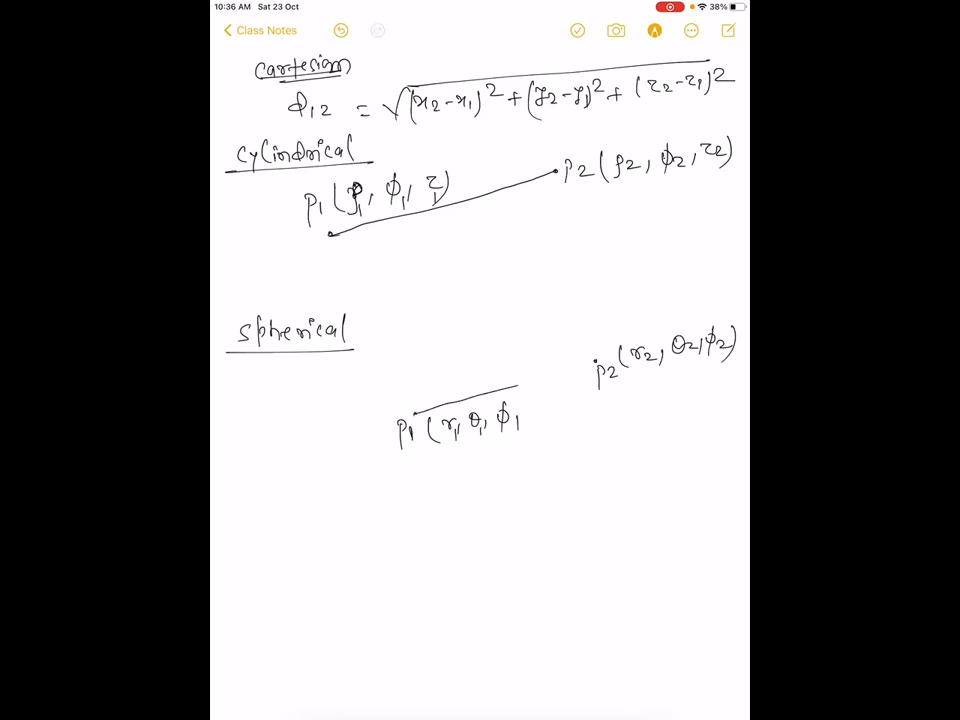 10:36 AM Sat 23 Oct 38%
Class Notes
Cartesian
d12 = √(x2-x1)^2 + (y2-y1)^2 + (z2-z1)^2
Cylindrical
P1 (ρ1, ϕ1, z1) P2 (ρ2, ϕ2, z2)
Spherical
P2 (r2, θ2, ϕ2)
P1 (r1, θ1, ϕ1